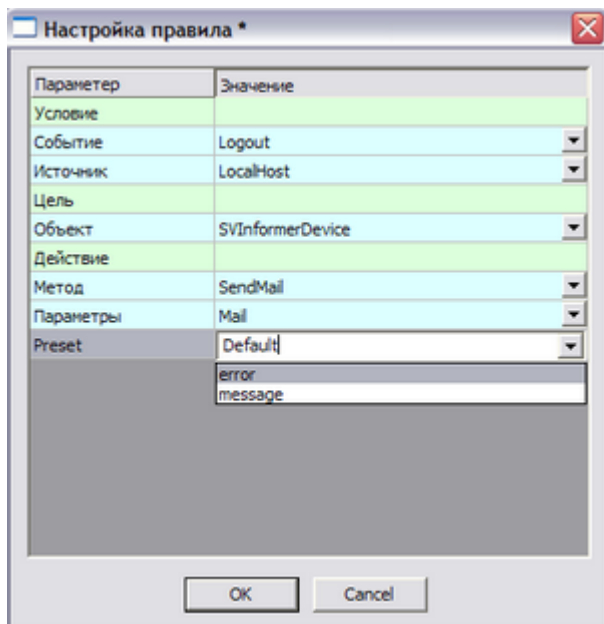 Настройка правила *
Параметер Значение
Условие
Событие Logout
Источник LocalHost
Цель
Объект SVInformerDevice
Действие
Метод SendMail
Параметры Mail
Preset Default
error
message
OK Cancel